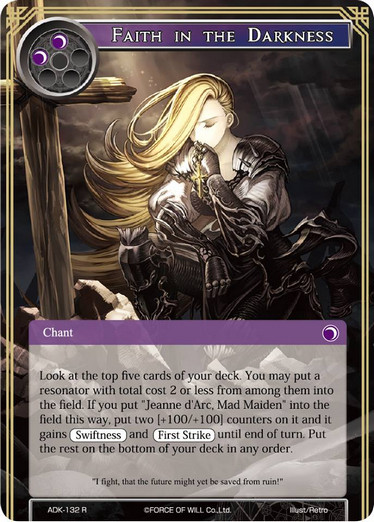 Faith in the Darkness
Chant
Look at the top five cards of your deck. You may put a
resonator with total cost 2 or less from among them into
the field. If you put "Jeanne d'Arc, Mad Maiden" into the
field this way, put two [+100/+100] counters on it and it
gains Swiftness and First Strike until end of turn. Put
the rest on the bottom of your deck in any order.
"I fight, that the future might yet be saved from ruin!"
ADK-132 R ©FORCE OF WILL Co.,Ltd. Illust/Retro